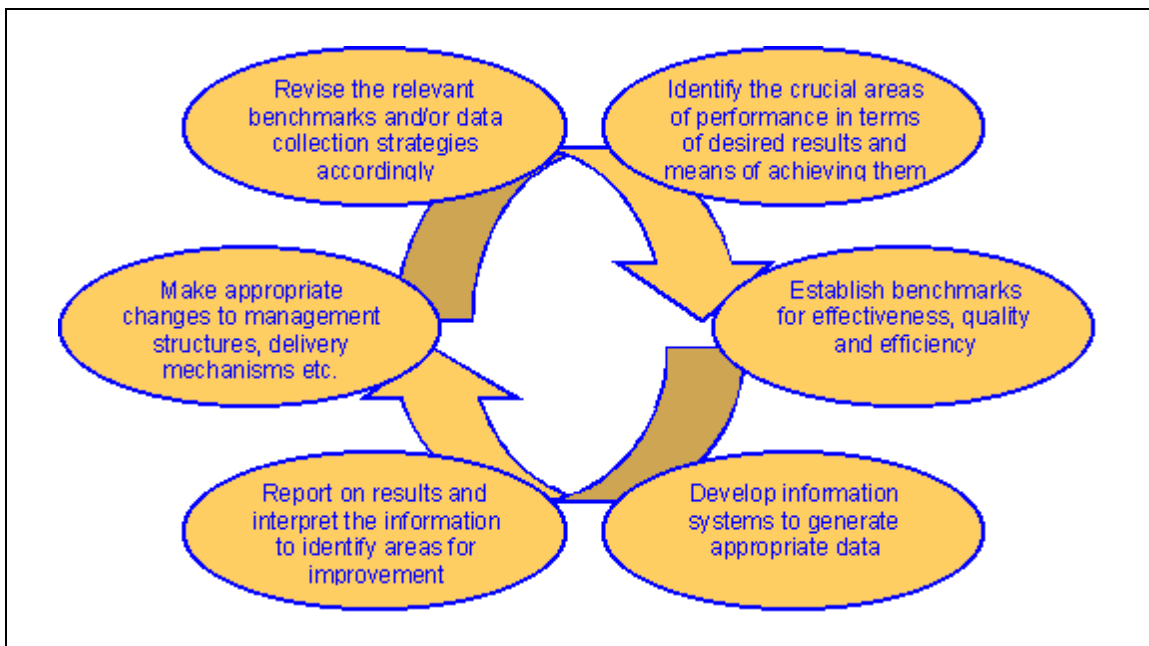 Revise the relevant
benchmarks and/or data
collection strategies
accordingly
Identify the crucial areas
of performance in terms
of desired results and
means of achieving them
Make appropriate
changes to management
structures, delivery
mechanisms etc.
Establish benchmarks
for effectiveness, quality
and efficiency
Report on results and
interpret the information
to identify areas for
improvement
Develop information
systems to generate
appropriate data